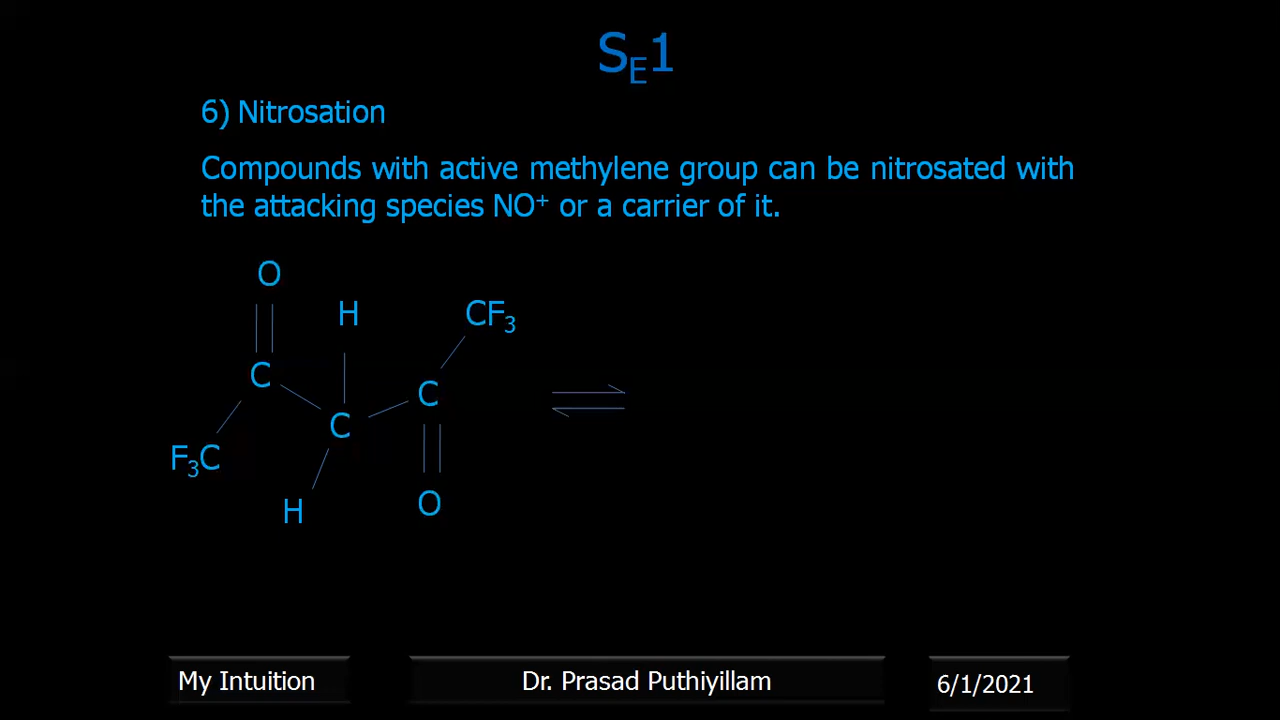 S_E1
6) Nitrosation
Compounds with active methylene group can be nitrosated with
the attacking species NO⁺ or a carrier of it.
O
H
CF₃
C
C
C
F₃C
H
O
My Intuition
Dr. Prasad Puthiyillam
6/1/2021